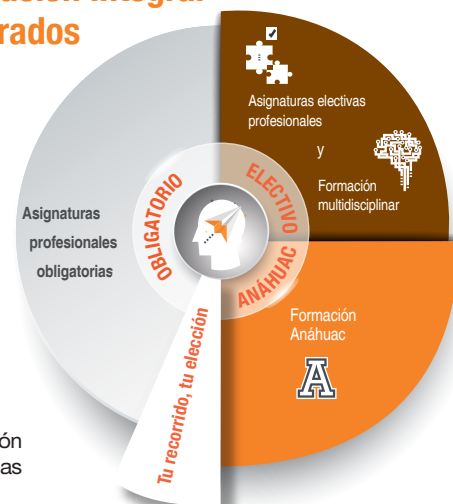 rados
Asignaturas electivas
profesionales
y
Formación
multidisciplinar
OBLIGATORIO
ELECTIVO
ANÁHUAC
Asignaturas
profesionales
obligatorias
Formación
Anáhuac
A
Tu recorrido, tu elección
ón
as